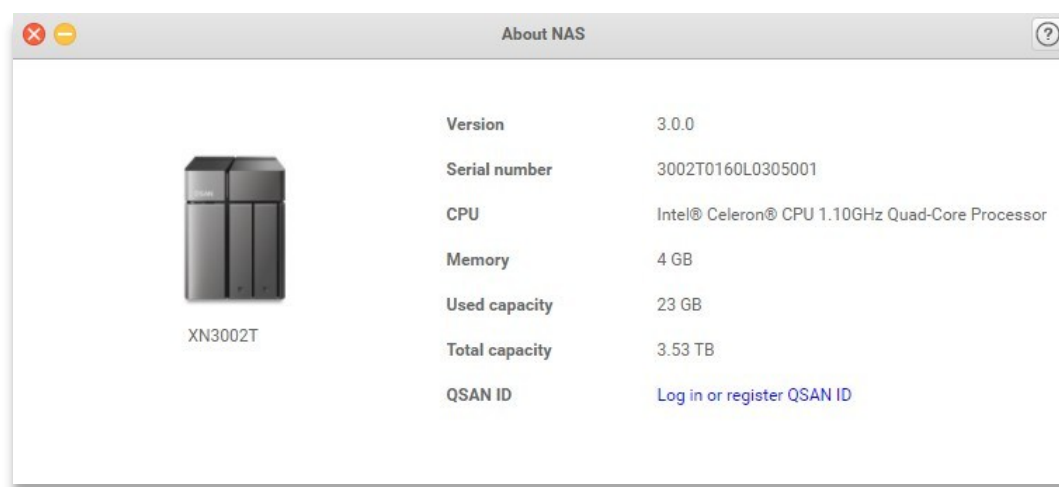 About NAS
?
Version 3.0.0
Serial number 3002T0160L0305001
CPU Intel® Celeron® CPU 1.10GHz Quad-Core Processor
Memory 4 GB
Used capacity 23 GB
XN3002T
Total capacity 3.53 TB
QSAN ID Log in or register QSAN ID